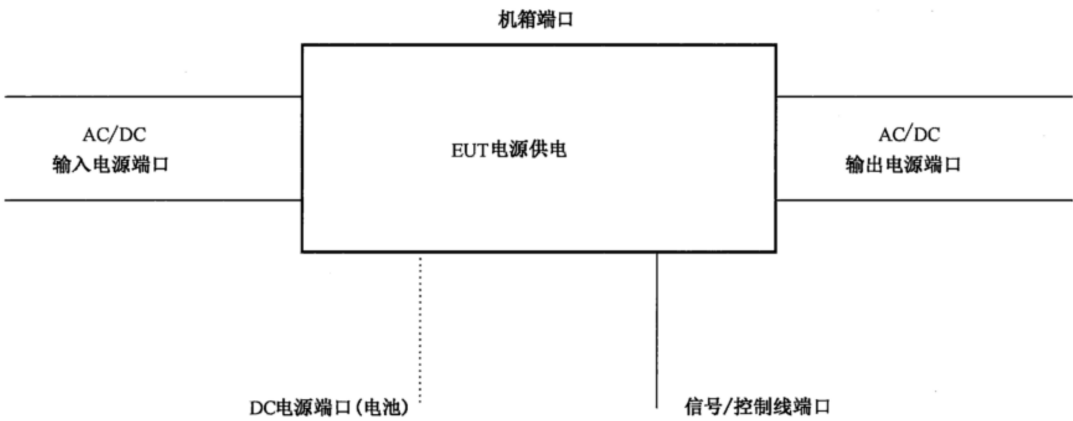 机箱端口
AC/DC
输入电源端口
EUT电源供电
AC/DC
输出电源端口
DC电源端口(电池)
信号/控制线端口